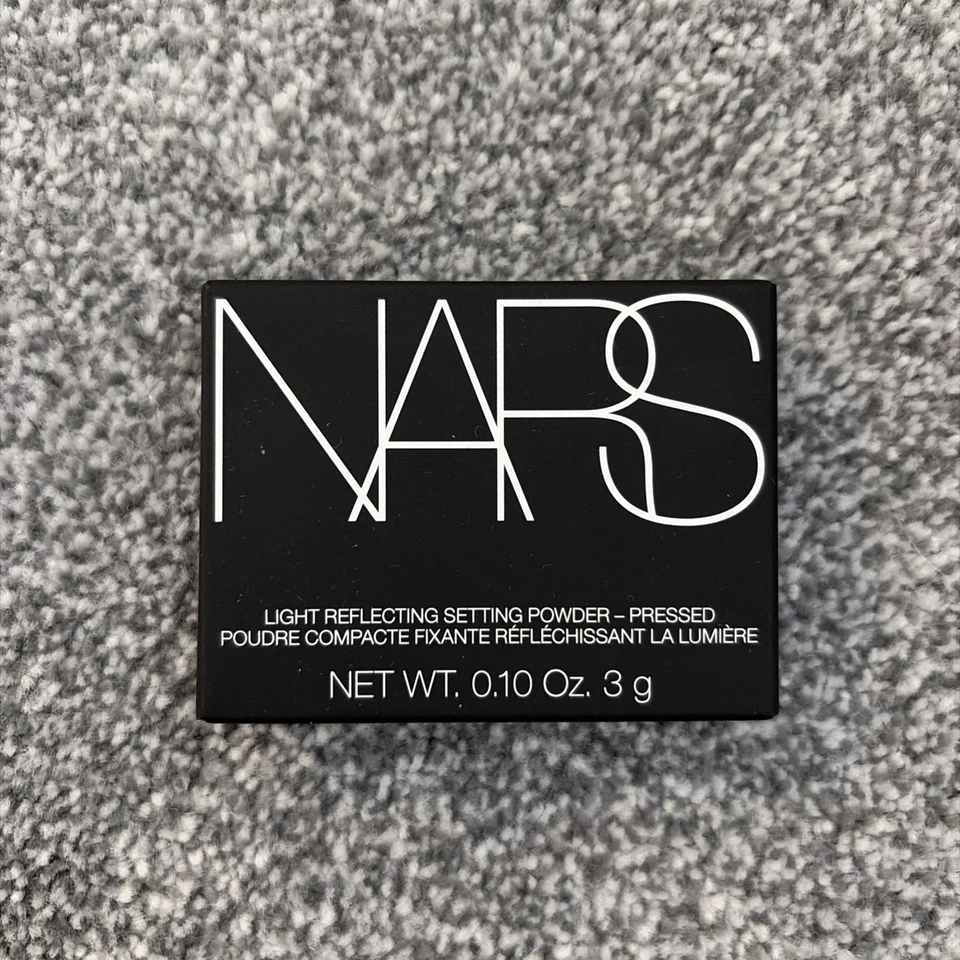 NARS
LIGHT REFLECTING SETTING POWDER – PRESSED
POUDRE COMPACTE FIXANTE RÉFLÉCHISSANT LA LUMIÈRE
NET WT. 0.10 Oz. 3 g